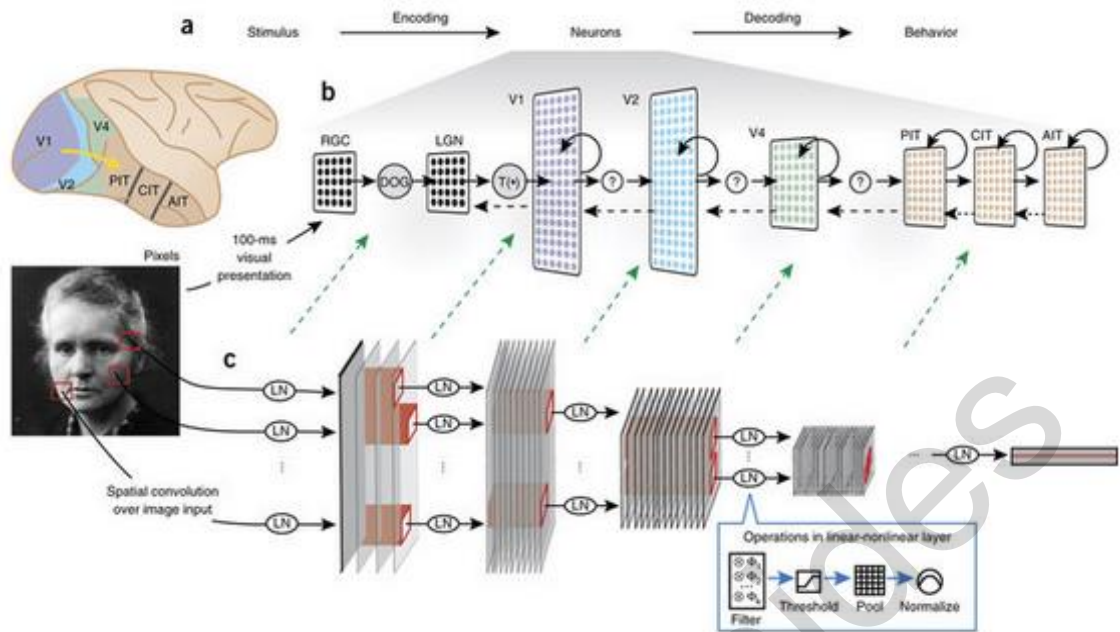 a
Stimulus
Encoding
Neurons
Decoding
Behavior
b
V1
V2
V4
RGC
LGN
PIT
CIT
AIT
DOG
T(•)
?
?
?
V1
V4
V2
PIT
CIT
AIT
100-ms
visual
presentation
Pixels
c
LN
LN
LN
LN
LN
LN
...
...
...
...
...
LN
LN
LN
LN
LN
Spatial convolution
over image input
Operations in linear-nonlinear layer
Filter
Threshold
Pool
Normalize